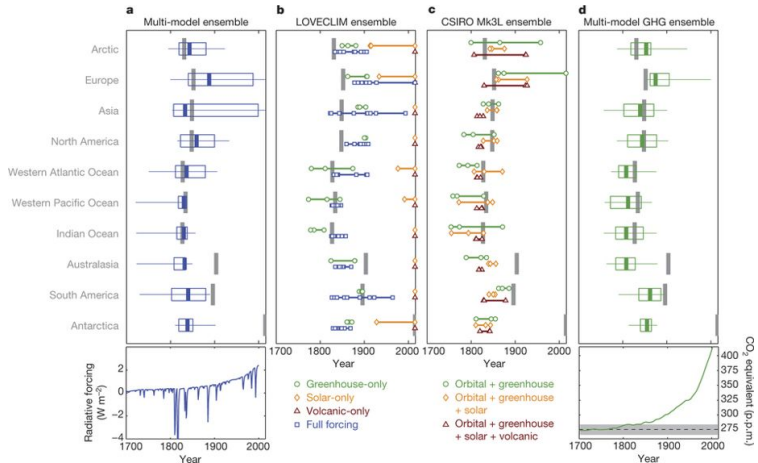 a Multi-model ensemble
b LOVECLIM ensemble
c CSIRO Mk3L ensemble
d Multi-model GHG ensemble
Arctic
Europe
Asia
North America
Western Atlantic Ocean
Western Pacific Ocean
Indian Ocean
Australasia
South America
Antarctica
1700 1800 1900 2000
Year
1700 1800 1900 2000
Year
Radiative forcing
(W m⁻²)
2
0
−2
−4
1700 1800 1900 2000
Year
Greenhouse-only
Solar-only
Volcanic-only
Full forcing
Orbital + greenhouse
Orbital + greenhouse
+ solar
Orbital + greenhouse
+ solar + volcanic
400
375
350
325
300
275
CO₂ equivalent (p.p.m.)
1700 1800 1900 2000
Year